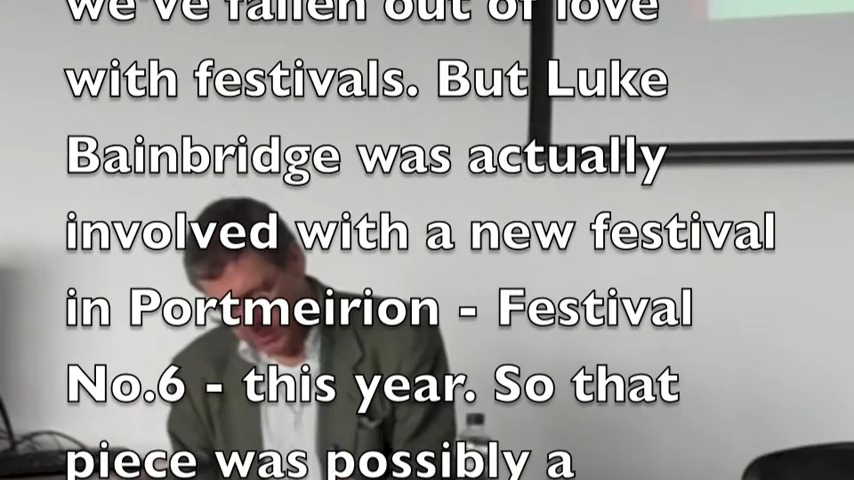 we've fallen out of love
with festivals. But Luke
Bainbridge was actually
involved with a new festival
in Portmeirion - Festival
No.6 - this year. So that
piece was possibly a